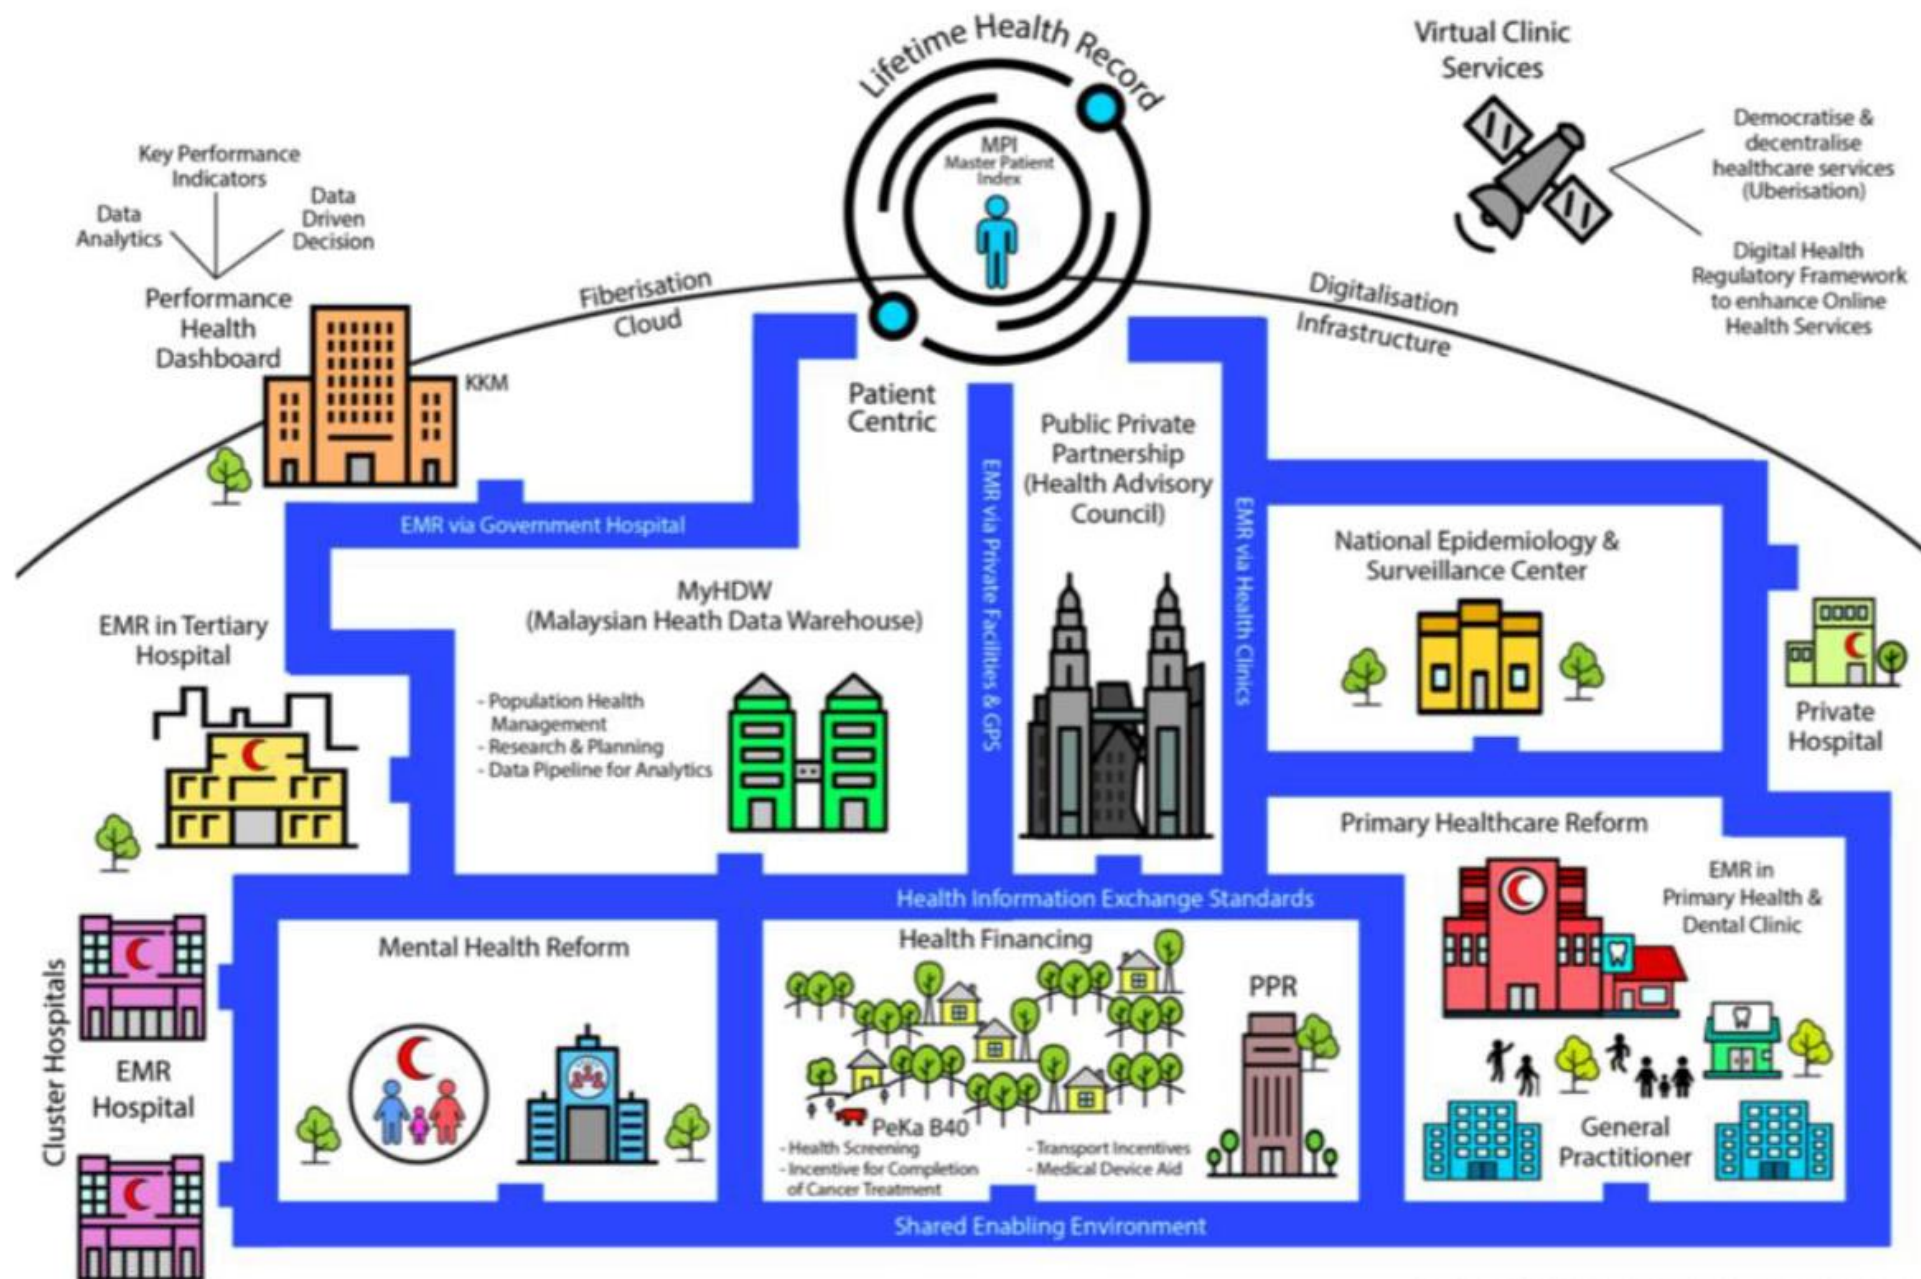 Lifetime Health Record
MPI
Master Patient
Index
Virtual Clinic
Services
Democratise &
decentralise
healthcare services
(Uberisation)
Digital Health
Regulatory Framework
to enhance Online
Health Services
Key Performance
Indicators
Data
Analytics
Data
Driven
Decision
Performance
Health
Dashboard
KKM
Fiberisation
Cloud
Digitalisation
Infrastructure
Patient
Centric
Public Private
Partnership
(Health Advisory
Council)
EMR via Government Hospital
EMR via Private Facilities & GPS
EMR via Health Clinics
National Epidemiology &
Surveillance Center
MyHDW
(Malaysian Heath Data Warehouse)
- Population Health
Management
- Research & Planning
- Data Pipeline for Analytics
EMR in Tertiary
Hospital
Private
Hospital
Primary Healthcare Reform
EMR in
Primary Health &
Dental Clinic
Health Information Exchange Standards
Mental Health Reform
Health Financing
PPR
Cluster Hospitals
EMR
Hospital
PeKa B40
- Health Screening
- Incentive for Completion
of Cancer Treatment
- Transport Incentives
- Medical Device Aid
General
Practitioner
Shared Enabling Environment